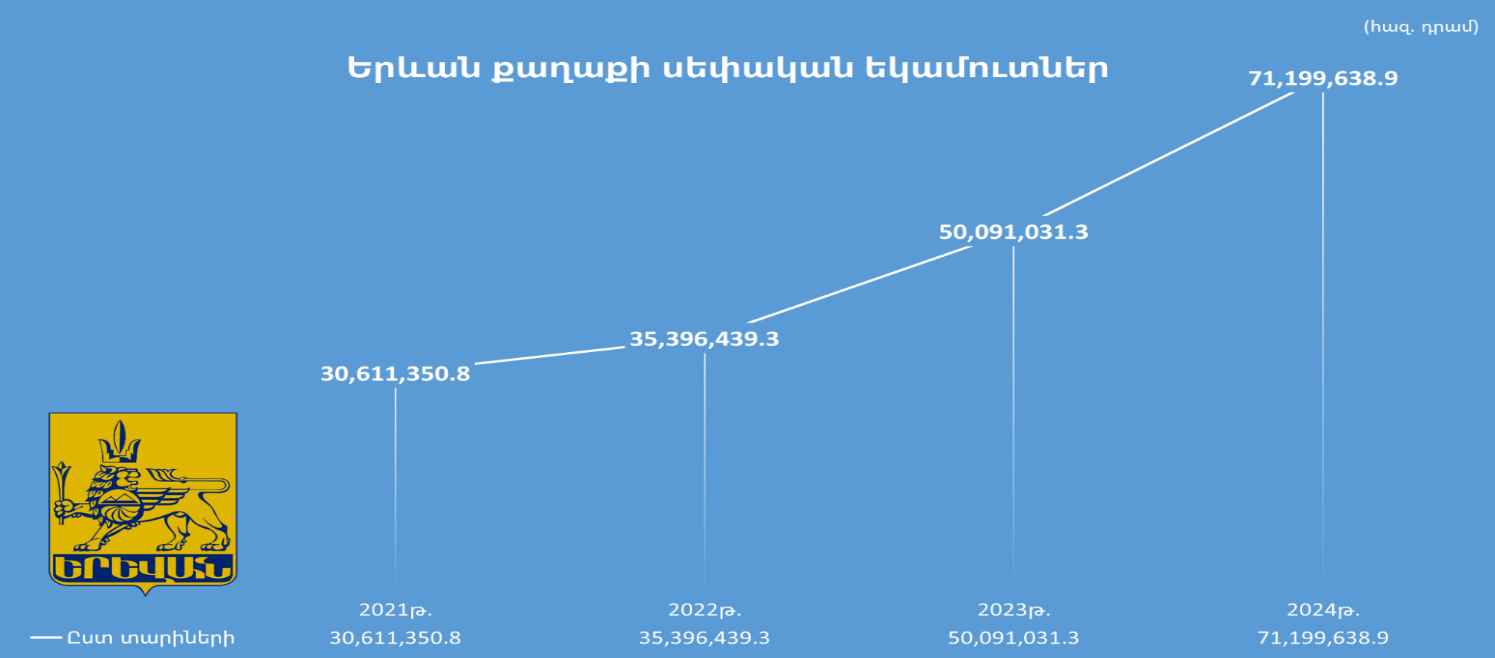 (հազ. դրամ)
Երևան քաղաքի սեփական եկամուտներ
71,199,638.9
50,091,031.3
35,396,439.3
30,611,350.8
ԵՐԵՎԱՆ
2021թ. 2022թ. 2023թ. 2024թ.
Ըստ տարիների 30,611,350.8 35,396,439.3 50,091,031.3 71,199,638.9